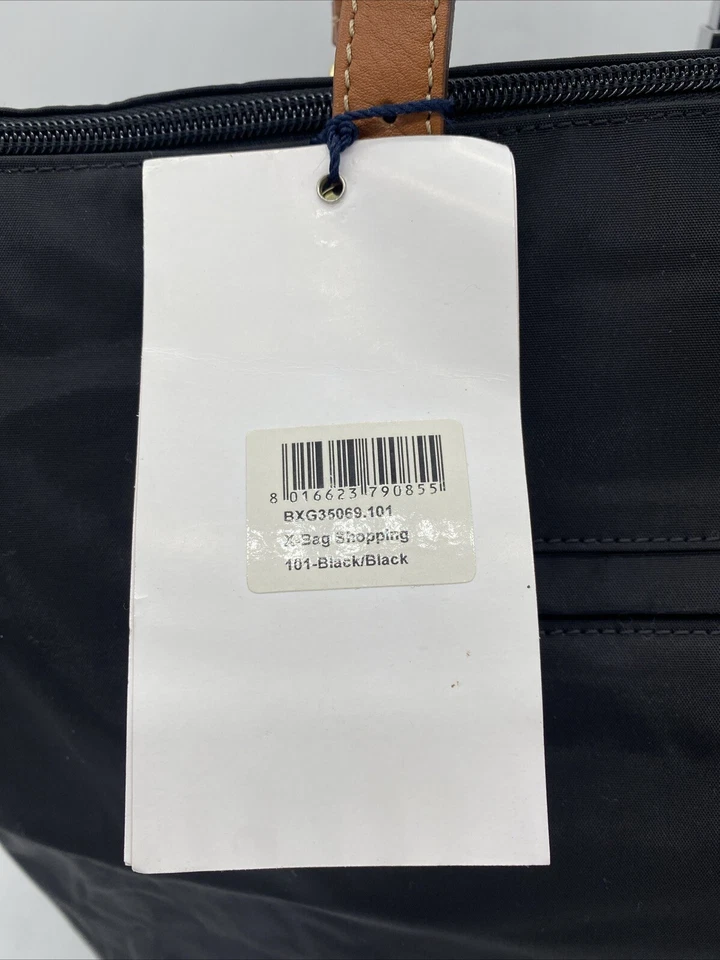 8 016623 790855
BXG35069.101
X-Bag Shopping
101-Black/Black